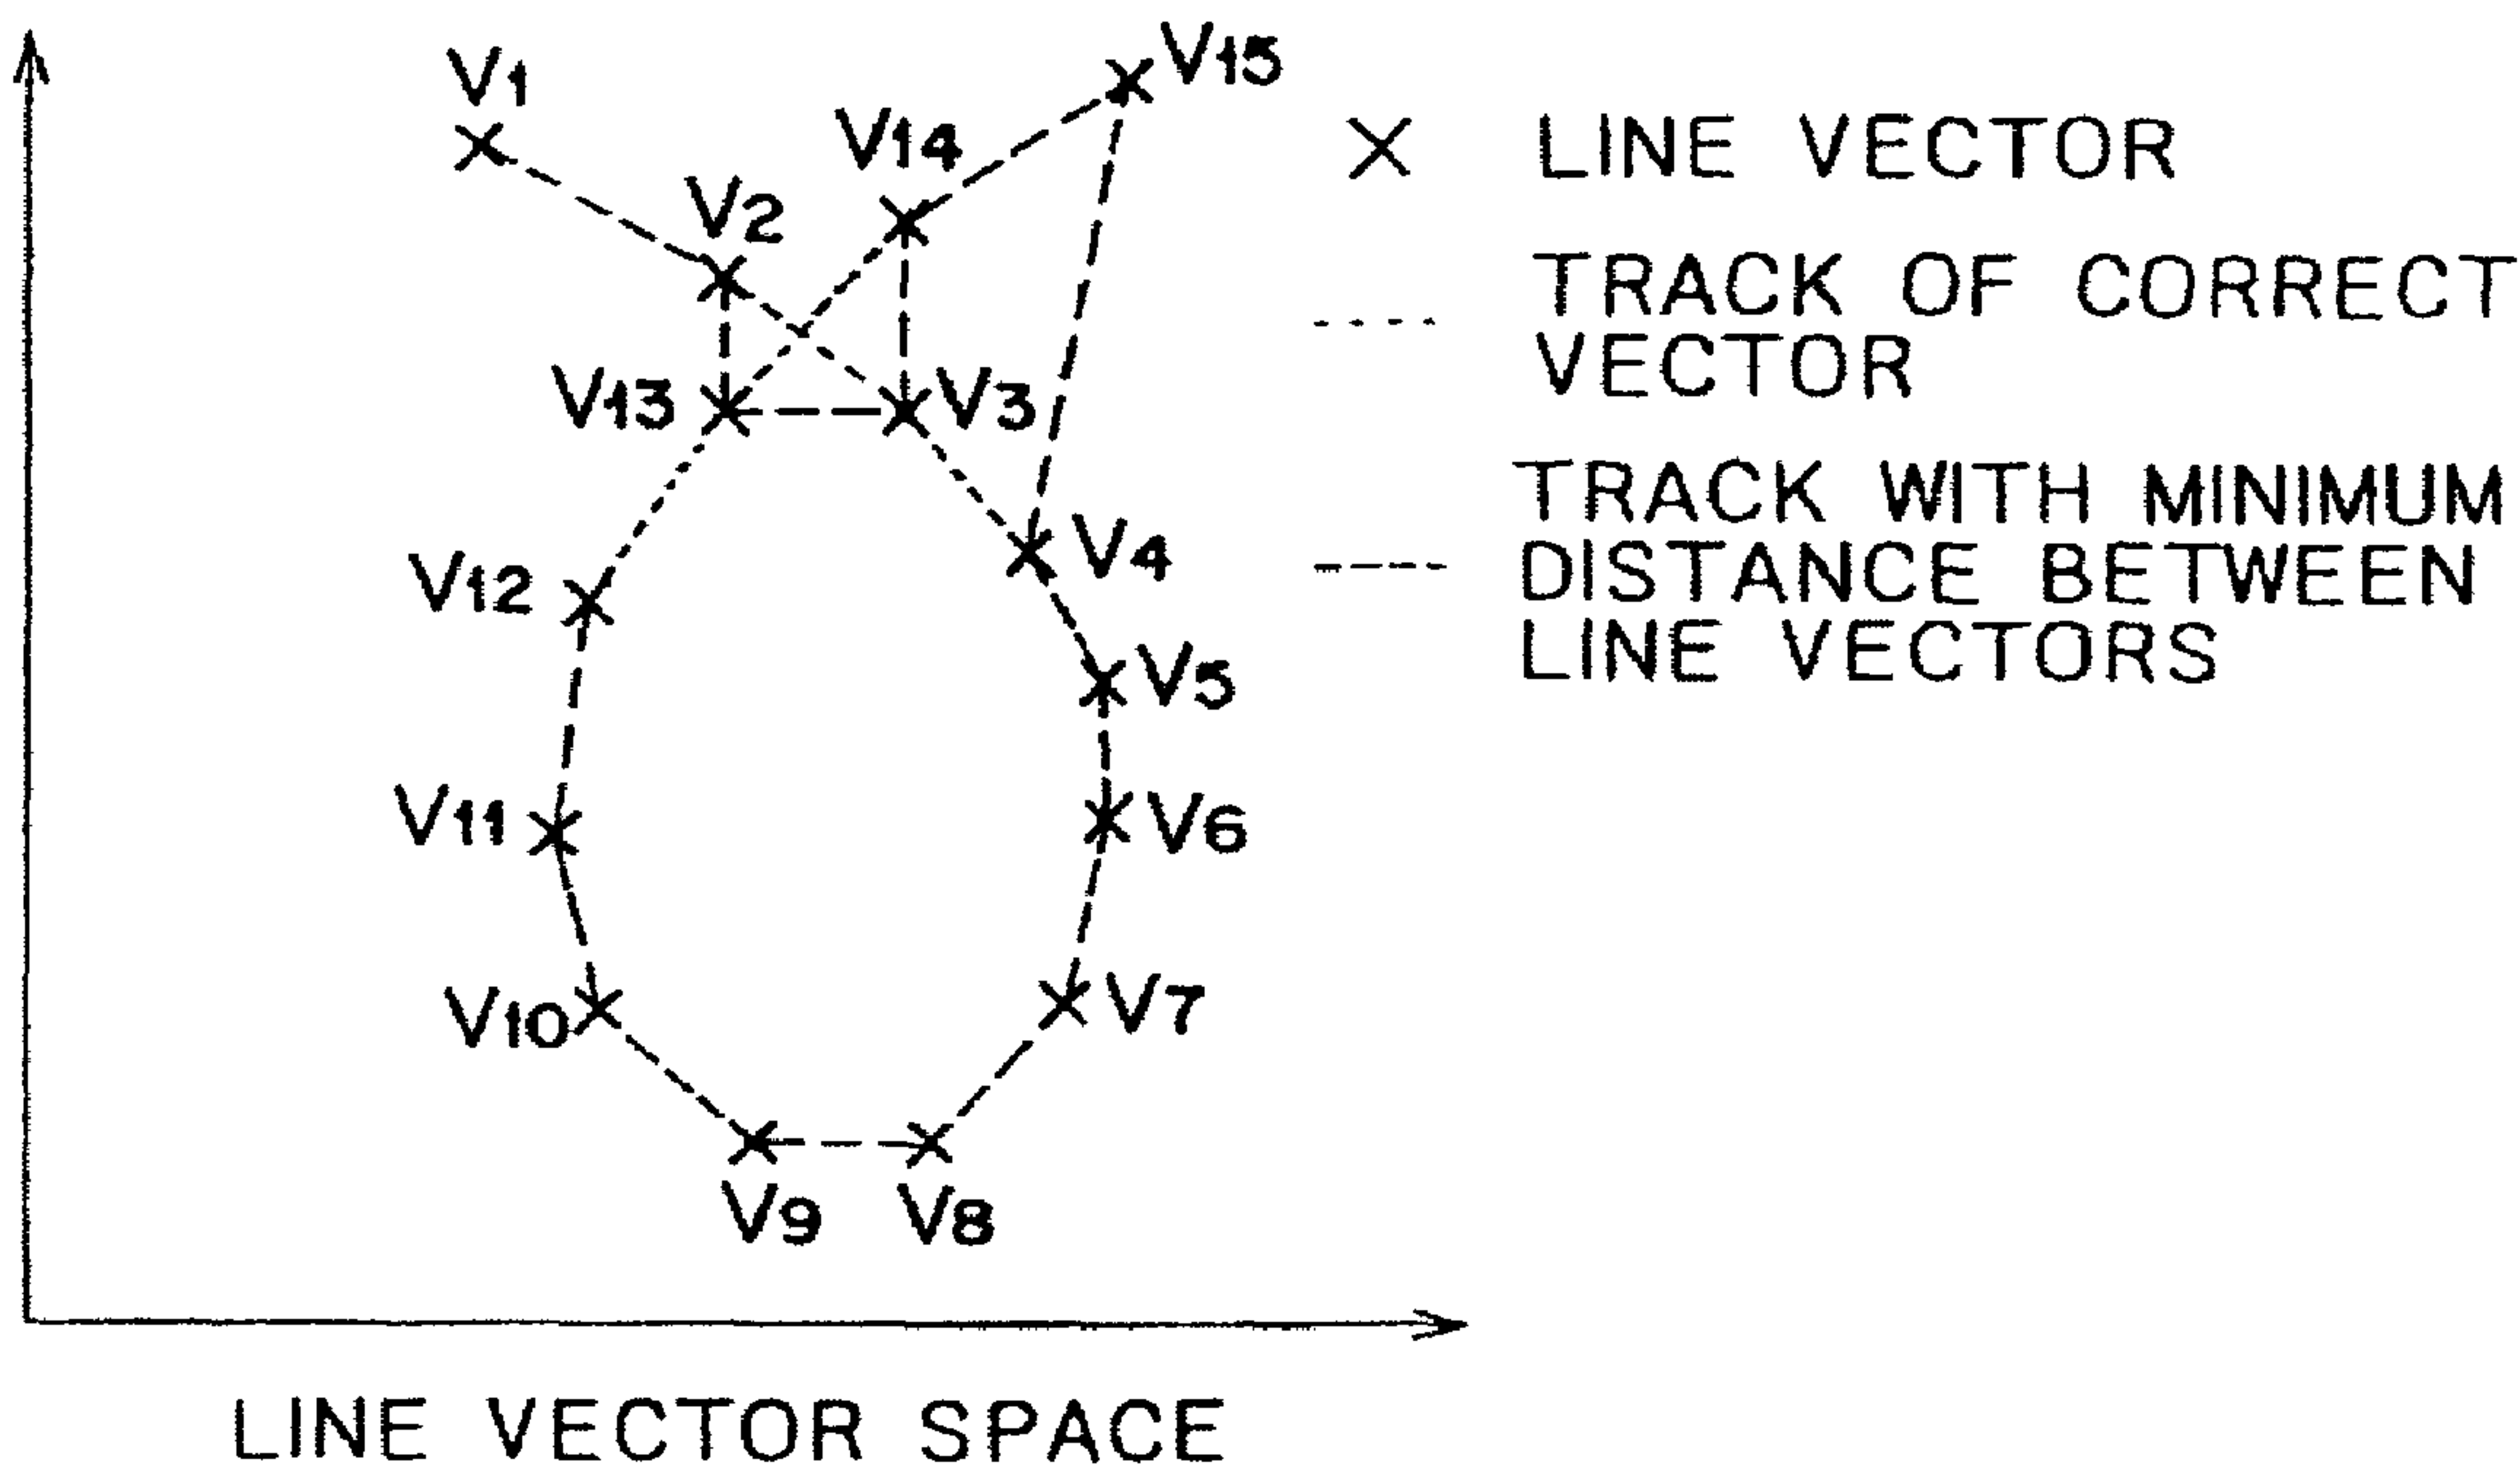 V1
V15
V14
V2
V13
V3
V12
V4
V5
V11
V6
V10
V7
V9
V8
LINE VECTOR
TRACK OF CORRECT
VECTOR
TRACK WITH MINIMUM
DISTANCE BETWEEN
LINE VECTORS
LINE VECTOR SPACE